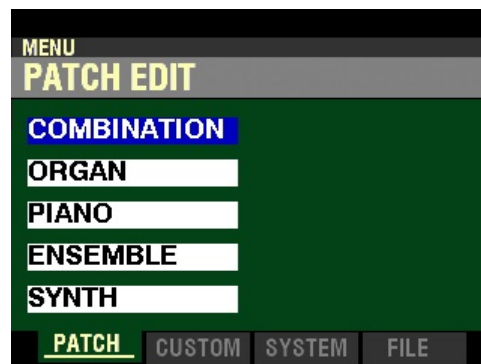 MENU
PATCH EDIT
COMBINATION
ORGAN
PIANO
ENSEMBLE
SYNTH
PATCH CUSTOM SYSTEM FILE